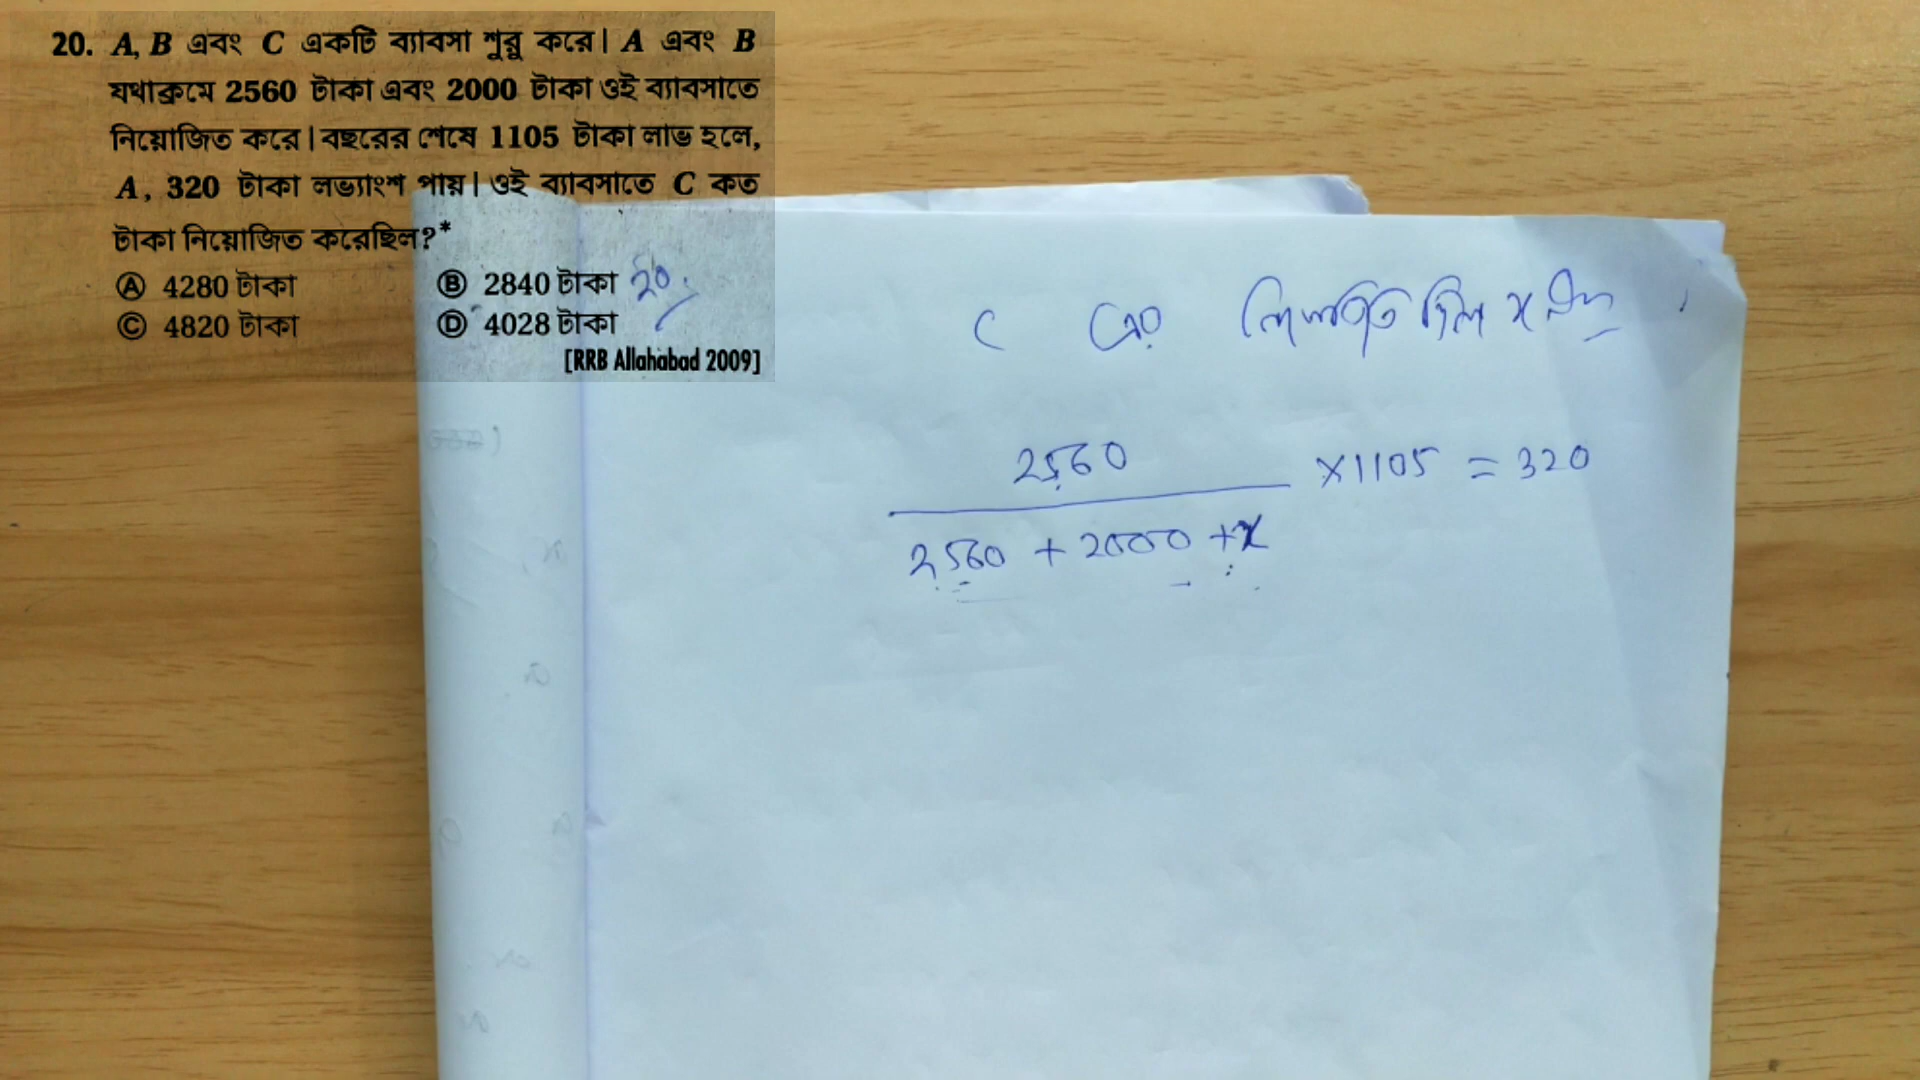 20. A, B এবং C একটি ব্যাবসা শুরু করে। A এবং B
যথাক্রমে 2560 টাকা এবং 2000 টাকা ওই ব্যাবসাতে
নিয়োজিত করে। বছরের শেষে 1105 টাকা লাভ হলে,
A, 320 টাকা লভ্যাংশ পায়। ওই ব্যাবসাতে C কত
টাকা নিয়োজিত করেছিল?*
Ⓐ 4280 টাকা Ⓑ 2840 টাকা
Ⓒ 4820 টাকা Ⓓ 4028 টাকা
[RRB Allahabad 2009]
20.
C এর ছিল x
2560
× 1105 = 320
2560 + 2000 + x